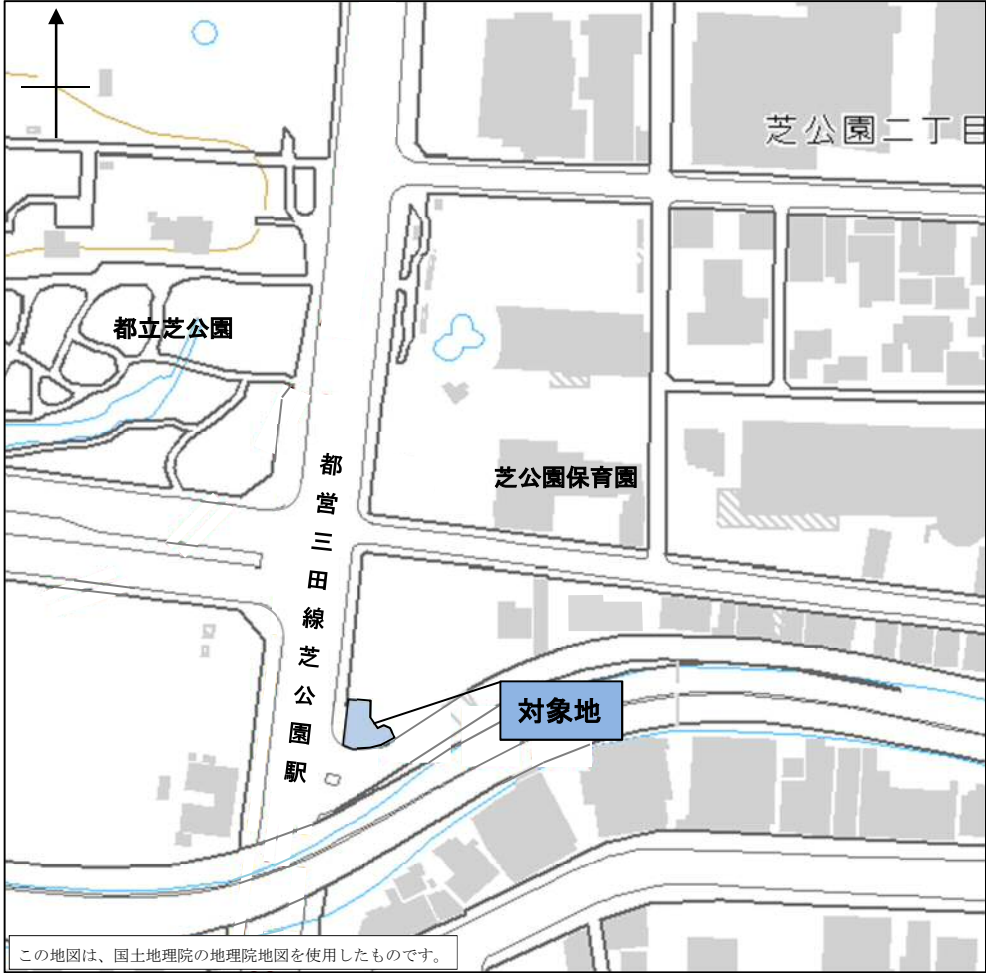 芝公園二丁目
都立芝公園
芝公園保育園
都営三田線芝公園駅
対象地
この地図は、国土地理院の地理院地図を使用したものです。